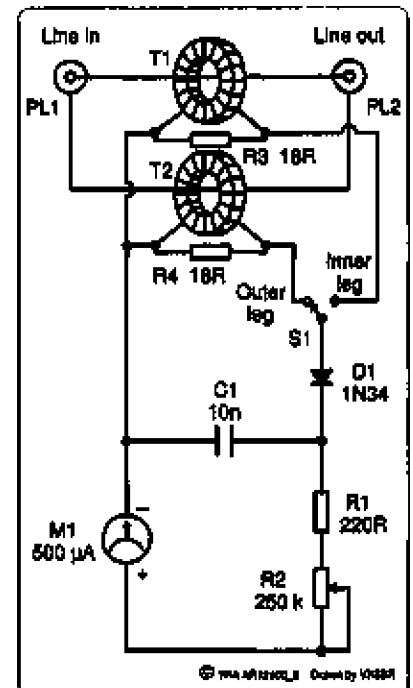 Line in
Line out
T1
PL1
PL2
R3 18R
T2
R4 18R
Outer leg
Inner leg
S1
D1
1N34
C1
10n
R1
220R
M1
500 µA
R2
250 k
-
+
©